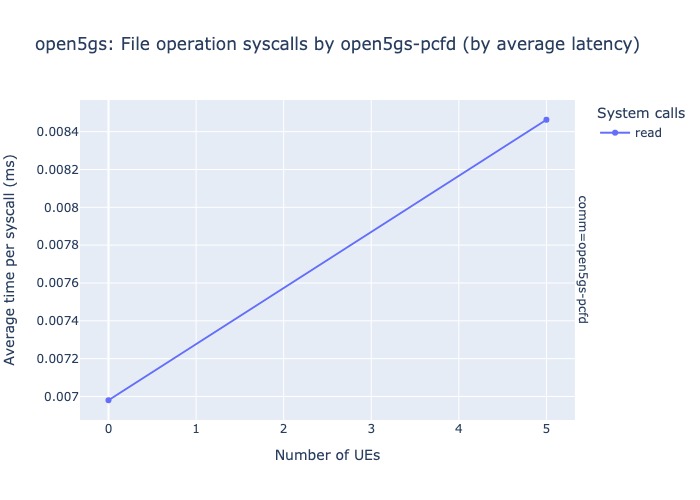 open5gs: File operation syscalls by open5gs-pcfd (by average latency)
System calls
read
Average time per syscall (ms)
0.0084
0.0082
0.008
0.0078
0.0076
0.0074
0.0072
0.007
comm=open5gs-pcfd
0 1 2 3 4 5
Number of UEs